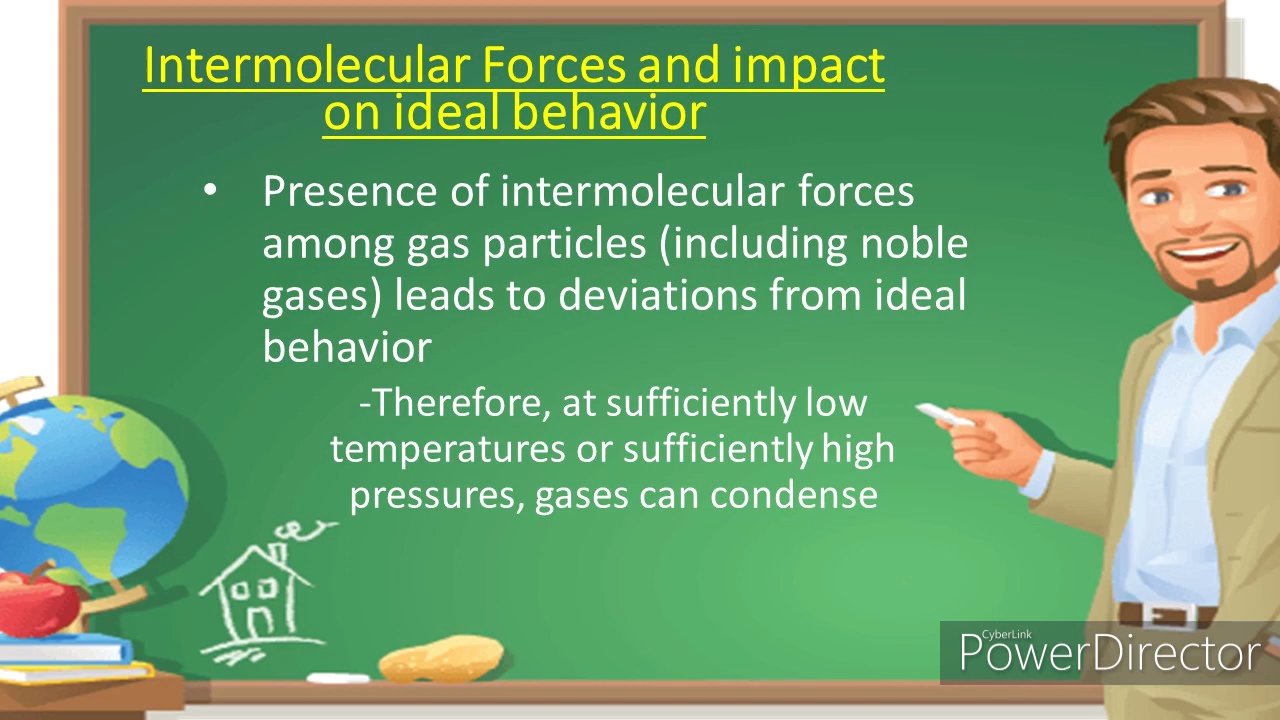 Intermolecular Forces and impact
on ideal behavior
• Presence of intermolecular forces
among gas particles (including noble
gases) leads to deviations from ideal
behavior
-Therefore, at sufficiently low
temperatures or sufficiently high
pressures, gases can condense
CyberLink
PowerDirector